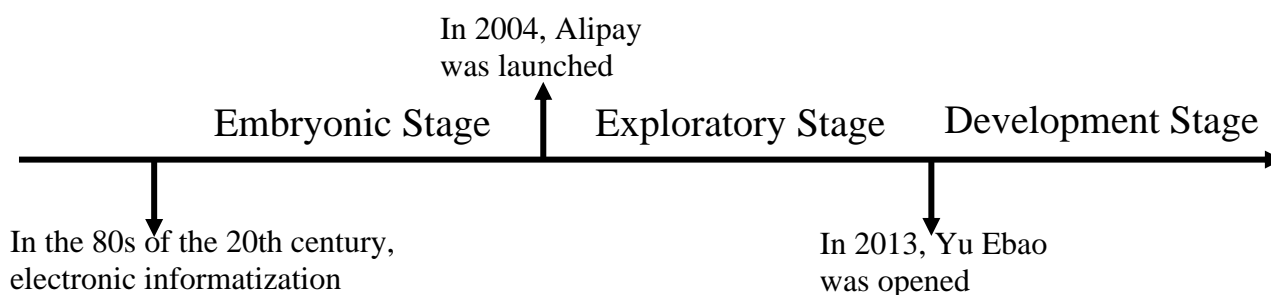 In 2004, Alipay
was launched
Embryonic Stage
Exploratory Stage
Development Stage
In the 80s of the 20th century,
electronic informatization
In 2013, Yu Ebao
was opened